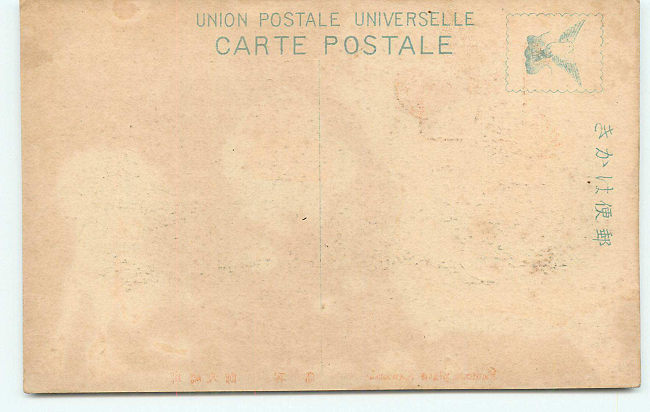 UNION POSTALE UNIVERSELLE
CARTE POSTALE
郵便はかき